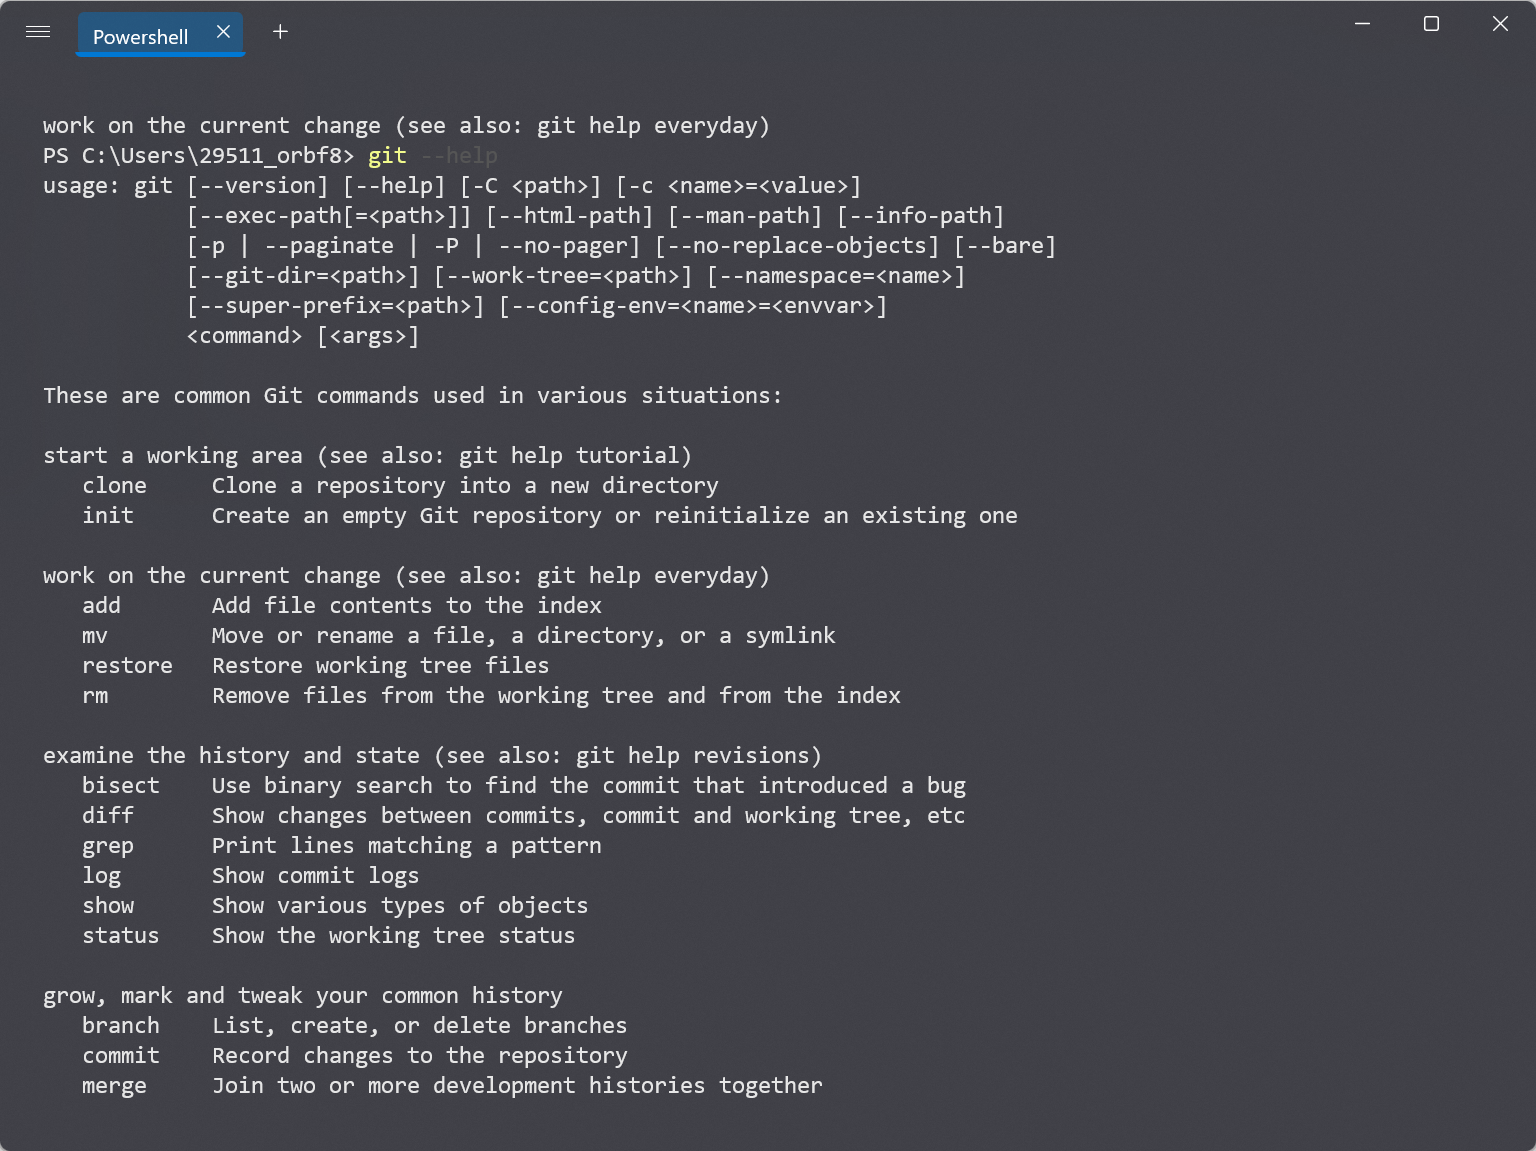 Powershell
work on the current change (see also: git help everyday)
PS C:\Users\29511_orbf8> git --help
usage: git [--version] [--help] [-C <path>] [-c <name>=<value>]
           [--exec-path[=<path>]] [--html-path] [--man-path] [--info-path]
           [-p | --paginate | -P | --no-pager] [--no-replace-objects] [--bare]
           [--git-dir=<path>] [--work-tree=<path>] [--namespace=<name>]
           [--super-prefix=<path>] [--config-env=<name>=<envvar>]
           <command> [<args>]
These are common Git commands used in various situations:
start a working area (see also: git help tutorial)
   clone     Clone a repository into a new directory
   init      Create an empty Git repository or reinitialize an existing one
work on the current change (see also: git help everyday)
   add       Add file contents to the index
   mv        Move or rename a file, a directory, or a symlink
   restore   Restore working tree files
   rm        Remove files from the working tree and from the index
examine the history and state (see also: git help revisions)
   bisect    Use binary search to find the commit that introduced a bug
   diff      Show changes between commits, commit and working tree, etc
   grep      Print lines matching a pattern
   log       Show commit logs
   show      Show various types of objects
   status    Show the working tree status
grow, mark and tweak your common history
   branch    List, create, or delete branches
   commit    Record changes to the repository
   merge     Join two or more development histories together